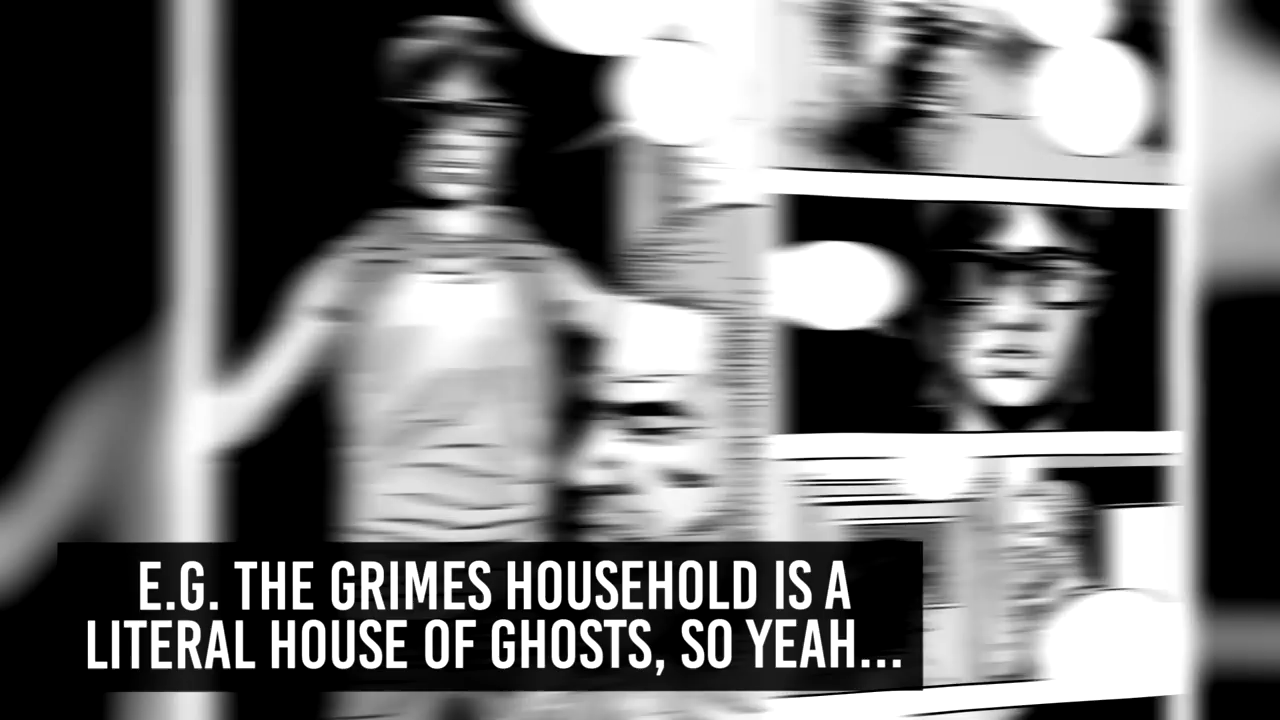 E.G. THE GRIMES HOUSEHOLD IS A
LITERAL HOUSE OF GHOSTS, SO YEAH...